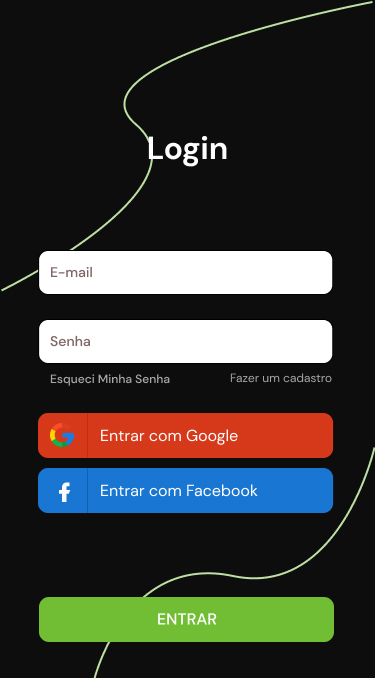 Login
E-mail
Senha
Esqueci Minha Senha
Fazer um cadastro
Entrar com Google
Entrar com Facebook
ENTRAR